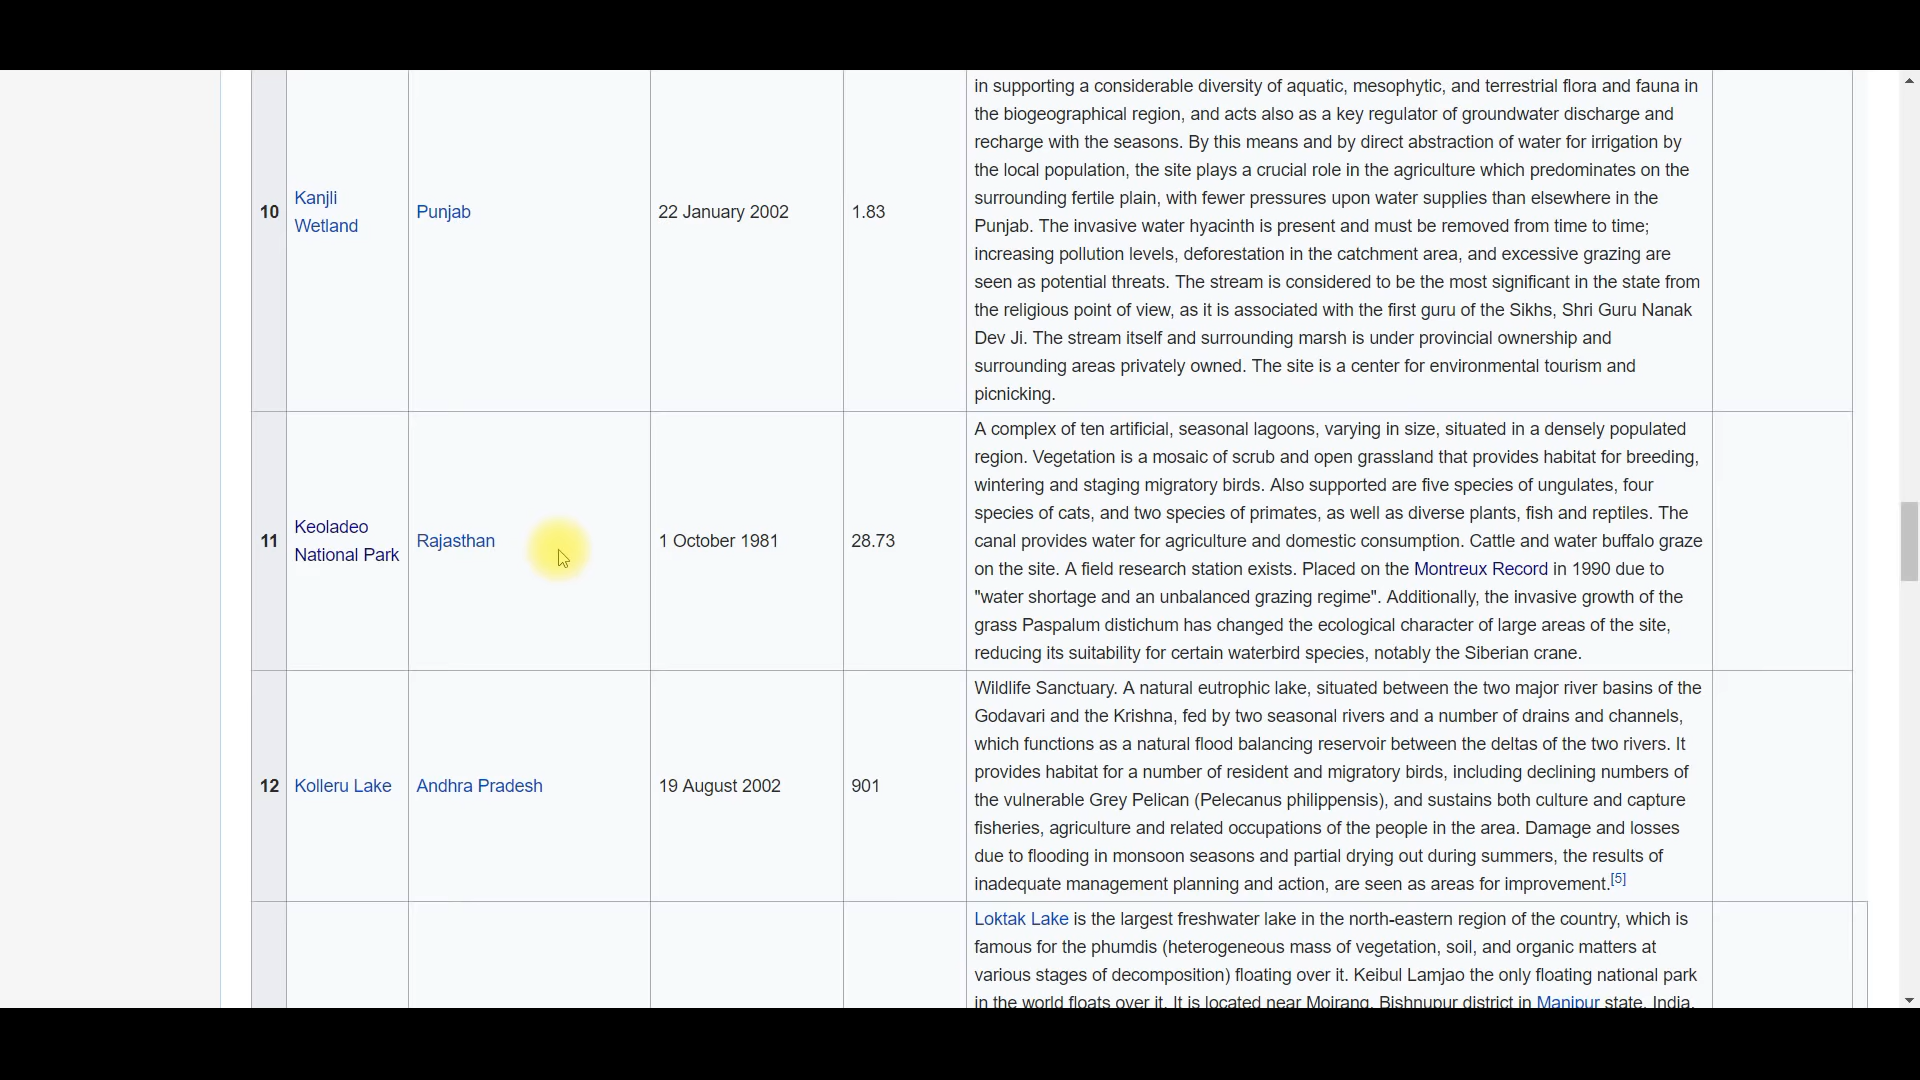 in supporting a considerable diversity of aquatic, mesophytic, and terrestrial flora and fauna in
the biogeographical region, and acts also as a key regulator of groundwater discharge and
recharge with the seasons. By this means and by direct abstraction of water for irrigation by
the local population, the site plays a crucial role in the agriculture which predominates on the
surrounding fertile plain, with fewer pressures upon water supplies than elsewhere in the
Punjab. The invasive water hyacinth is present and must be removed from time to time;
increasing pollution levels, deforestation in the catchment area, and excessive grazing are
seen as potential threats. The stream is considered to be the most significant in the state from
the religious point of view, as it is associated with the first guru of the Sikhs, Shri Guru Nanak
Dev Ji. The stream itself and surrounding marsh is under provincial ownership and
surrounding areas privately owned. The site is a center for environmental tourism and
picnicking.
10
Kanjli
Wetland
Punjab
22 January 2002
1.83
11
Keoladeo
National Park
Rajasthan
1 October 1981
28.73
A complex of ten artificial, seasonal lagoons, varying in size, situated in a densely populated
region. Vegetation is a mosaic of scrub and open grassland that provides habitat for breeding,
wintering and staging migratory birds. Also supported are five species of ungulates, four
species of cats, and two species of primates, as well as diverse plants, fish and reptiles. The
canal provides water for agriculture and domestic consumption. Cattle and water buffalo graze
on the site. A field research station exists. Placed on the Montreux Record in 1990 due to
"water shortage and an unbalanced grazing regime". Additionally, the invasive growth of the
grass Paspalum distichum has changed the ecological character of large areas of the site,
reducing its suitability for certain waterbird species, notably the Siberian crane.
12
Kolleru Lake
Andhra Pradesh
19 August 2002
901
Wildlife Sanctuary. A natural eutrophic lake, situated between the two major river basins of the
Godavari and the Krishna, fed by two seasonal rivers and a number of drains and channels,
which functions as a natural flood balancing reservoir between the deltas of the two rivers. It
provides habitat for a number of resident and migratory birds, including declining numbers of
the vulnerable Grey Pelican (Pelecanus philippensis), and sustains both culture and capture
fisheries, agriculture and related occupations of the people in the area. Damage and losses
due to flooding in monsoon seasons and partial drying out during summers, the results of
inadequate management planning and action, are seen as areas for improvement.[5]
Loktak Lake is the largest freshwater lake in the north-eastern region of the country, which is
famous for the phumdis (heterogeneous mass of vegetation, soil, and organic matters at
various stages of decomposition) floating over it. Keibul Lamjao the only floating national park
in the world floats over it. It is located near Moirang, Bishnupur district in Manipur state, India.